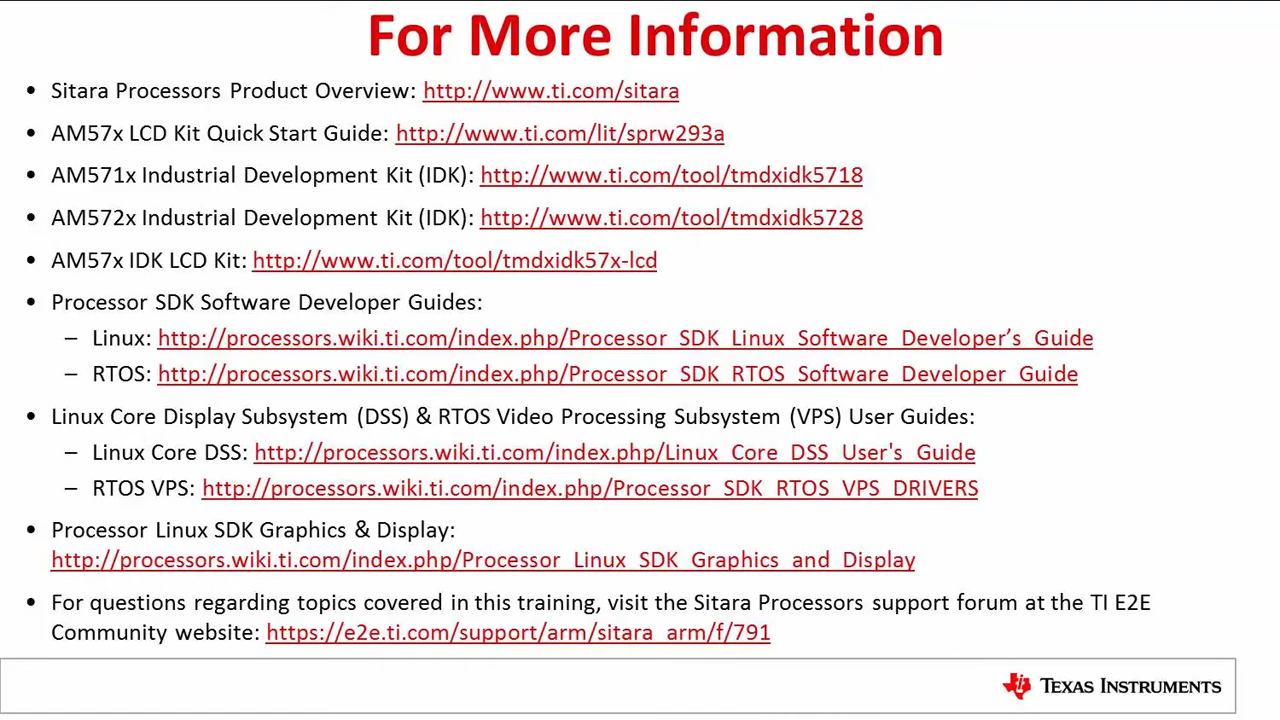 For More Information
• Sitara Processors Product Overview: http://www.ti.com/sitara
• AM57x LCD Kit Quick Start Guide: http://www.ti.com/lit/sprw293a
• AM571x Industrial Development Kit (IDK): http://www.ti.com/tool/tmdxidk5718
• AM572x Industrial Development Kit (IDK): http://www.ti.com/tool/tmdxidk5728
• AM57x IDK LCD Kit: http://www.ti.com/tool/tmdxidk57x-lcd
• Processor SDK Software Developer Guides:
– Linux: http://processors.wiki.ti.com/index.php/Processor_SDK_Linux_Software_Developer’s_Guide
– RTOS: http://processors.wiki.ti.com/index.php/Processor_SDK_RTOS_Software_Developer_Guide
• Linux Core Display Subsystem (DSS) & RTOS Video Processing Subsystem (VPS) User Guides:
– Linux Core DSS: http://processors.wiki.ti.com/index.php/Linux_Core_DSS_User's_Guide
– RTOS VPS: http://processors.wiki.ti.com/index.php/Processor_SDK_RTOS_VPS_DRIVERS
• Processor Linux SDK Graphics & Display:
http://processors.wiki.ti.com/index.php/Processor_Linux_SDK_Graphics_and_Display
• For questions regarding topics covered in this training, visit the Sitara Processors support forum at the TI E2E
Community website: https://e2e.ti.com/support/arm/sitara_arm/f/791
TEXAS INSTRUMENTS